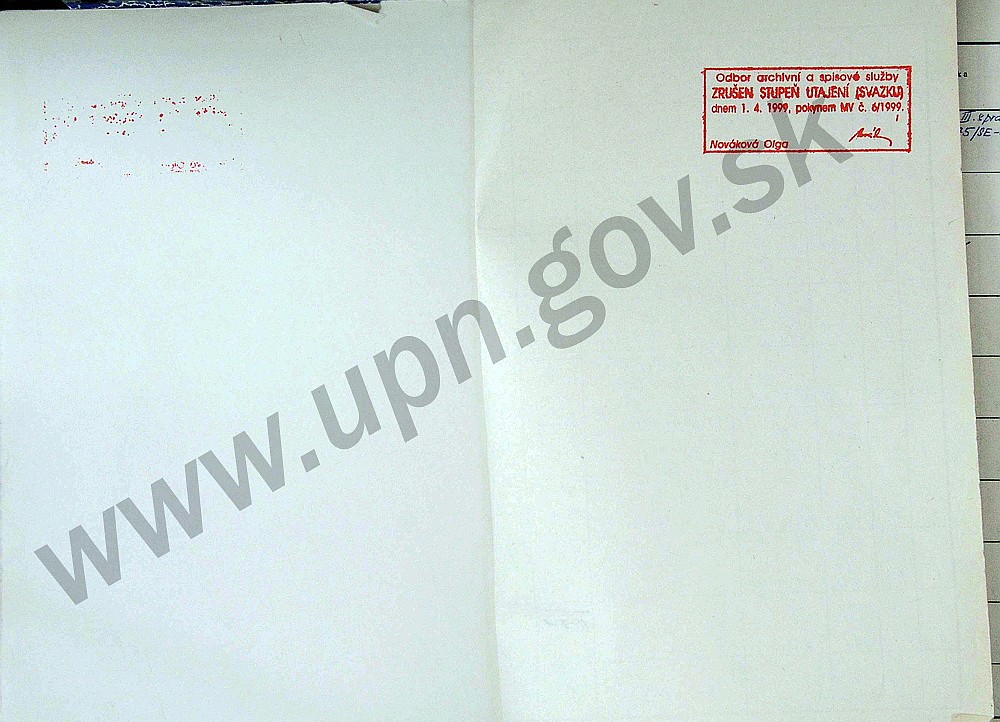 Odbor archivní a spisové služby
ZRUŠEN STUPEŇ UTAJENÍ (SVAZKU)
dnem 1. 4. 1999, pokynem MV č. 6/1999.
Nováková Olga
www.upn.gov.sk
III.